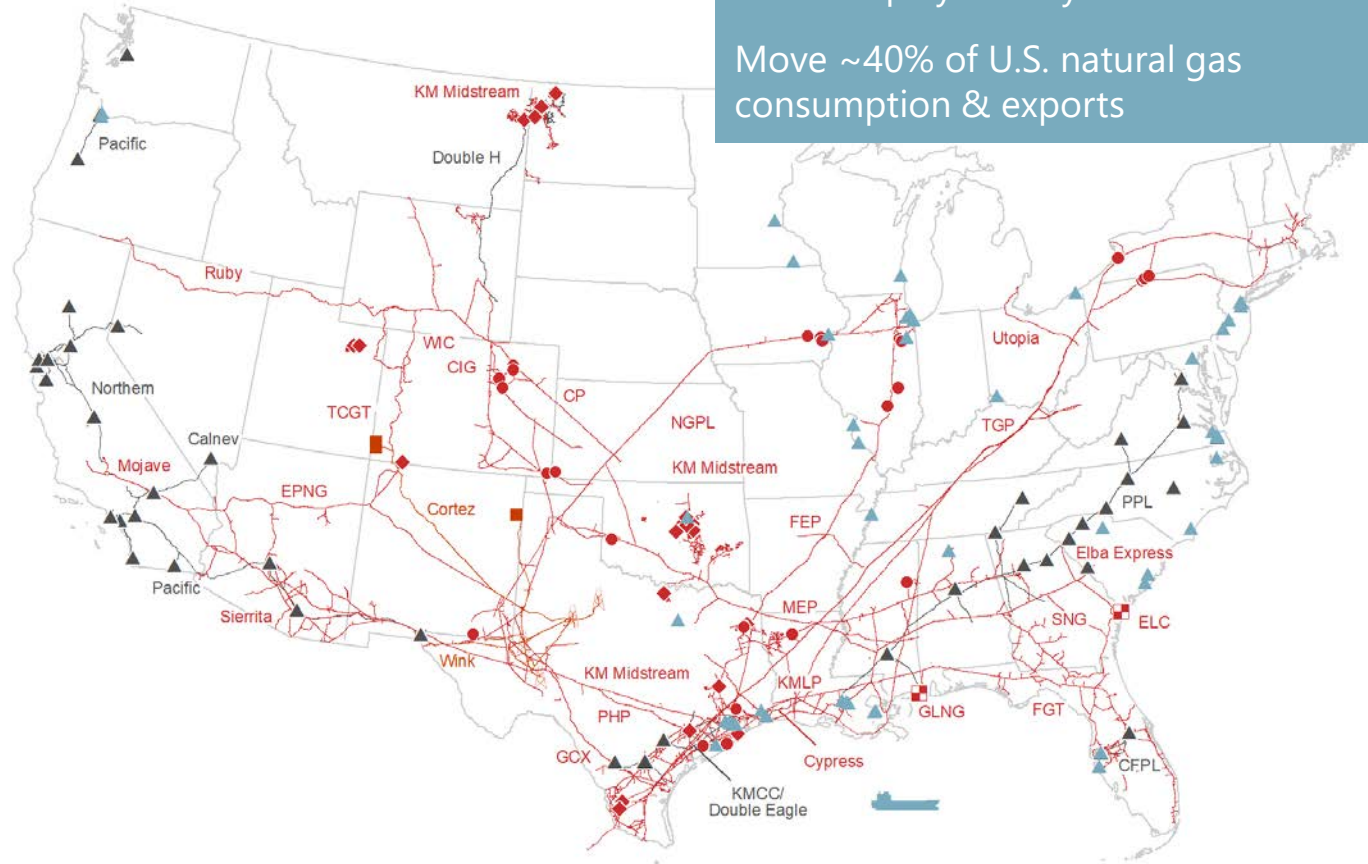 Move ~40% of U.S. natural gas
consumption & exports
KM Midstream
Pacific
Double H
Ruby
Utopia
WIC
CIG
Northern
CP
TCGT
NGPL
TGP
Calnev
KM Midstream
Mojave
EPNG
Cortez
PPL
FEP
Elba Express
Pacific
MEP
Sierrita
SNG
ELC
Wink
KM Midstream
KMLP
GLNG
FGT
PHP
GCX
Cypress
CFPL
KMCC/
Double Eagle